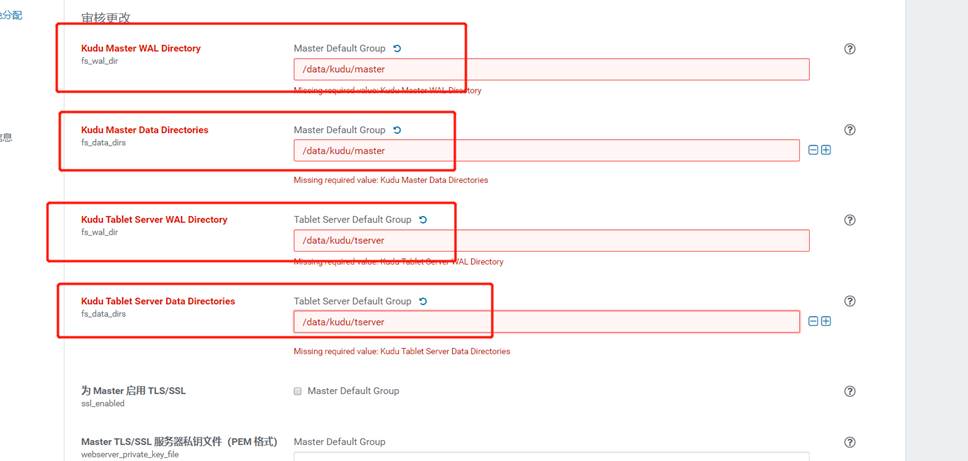 审核更改
分配
Kudu Master WAL Directory
Master Default Group
fs_wal_dir
/data/kudu/master
Missing required value: Kudu Master WAL Directory
Kudu Master Data Directories
Master Default Group
fs_data_dirs
/data/kudu/master
Missing required value: Kudu Master Data Directories
Kudu Tablet Server WAL Directory
Tablet Server Default Group
fs_wal_dir
/data/kudu/tserver
Missing required value: Kudu Tablet Server WAL Directory
Kudu Tablet Server Data Directories
Tablet Server Default Group
fs_data_dirs
/data/kudu/tserver
Missing required value: Kudu Tablet Server Data Directories
为 Master 启用 TLS/SSL
Master Default Group
ssl_enabled
Master TLS/SSL 服务器私钥文件（PEM 格式）
Master Default Group
webserver_private_key_file